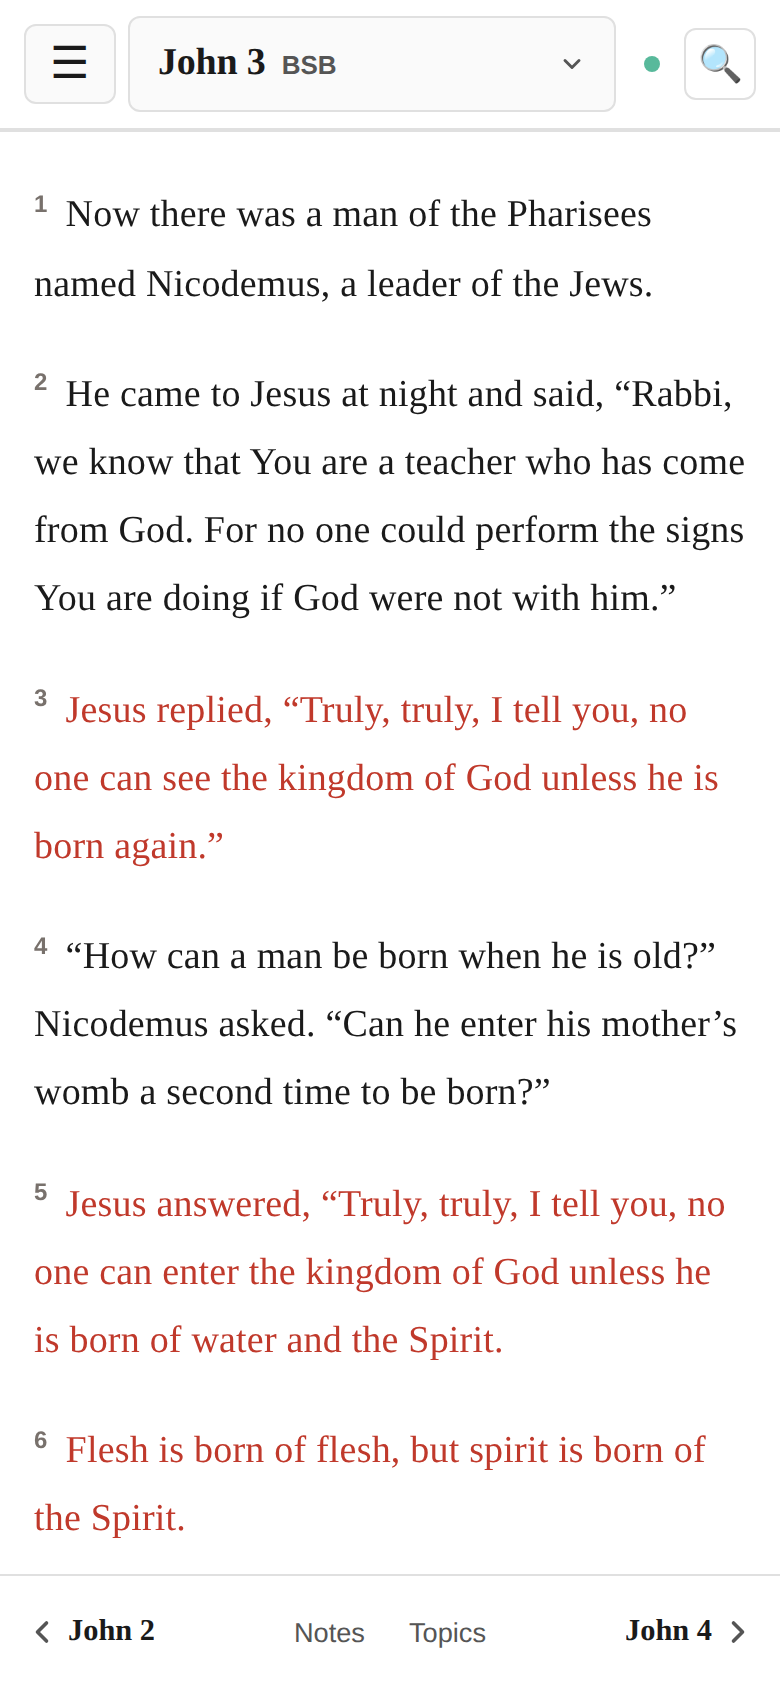 ☰ John 3 BSB
1 Now there was a man of the Pharisees
named Nicodemus, a leader of the Jews.
2 He came to Jesus at night and said, “Rabbi,
we know that You are a teacher who has come
from God. For no one could perform the signs
You are doing if God were not with him.”
3 Jesus replied, “Truly, truly, I tell you, no
one can see the kingdom of God unless he is
born again.”
4 “How can a man be born when he is old?”
Nicodemus asked. “Can he enter his mother’s
womb a second time to be born?”
5 Jesus answered, “Truly, truly, I tell you, no
one can enter the kingdom of God unless he
is born of water and the Spirit.
6 Flesh is born of flesh, but spirit is born of
the Spirit.
John 2 Notes Topics John 4